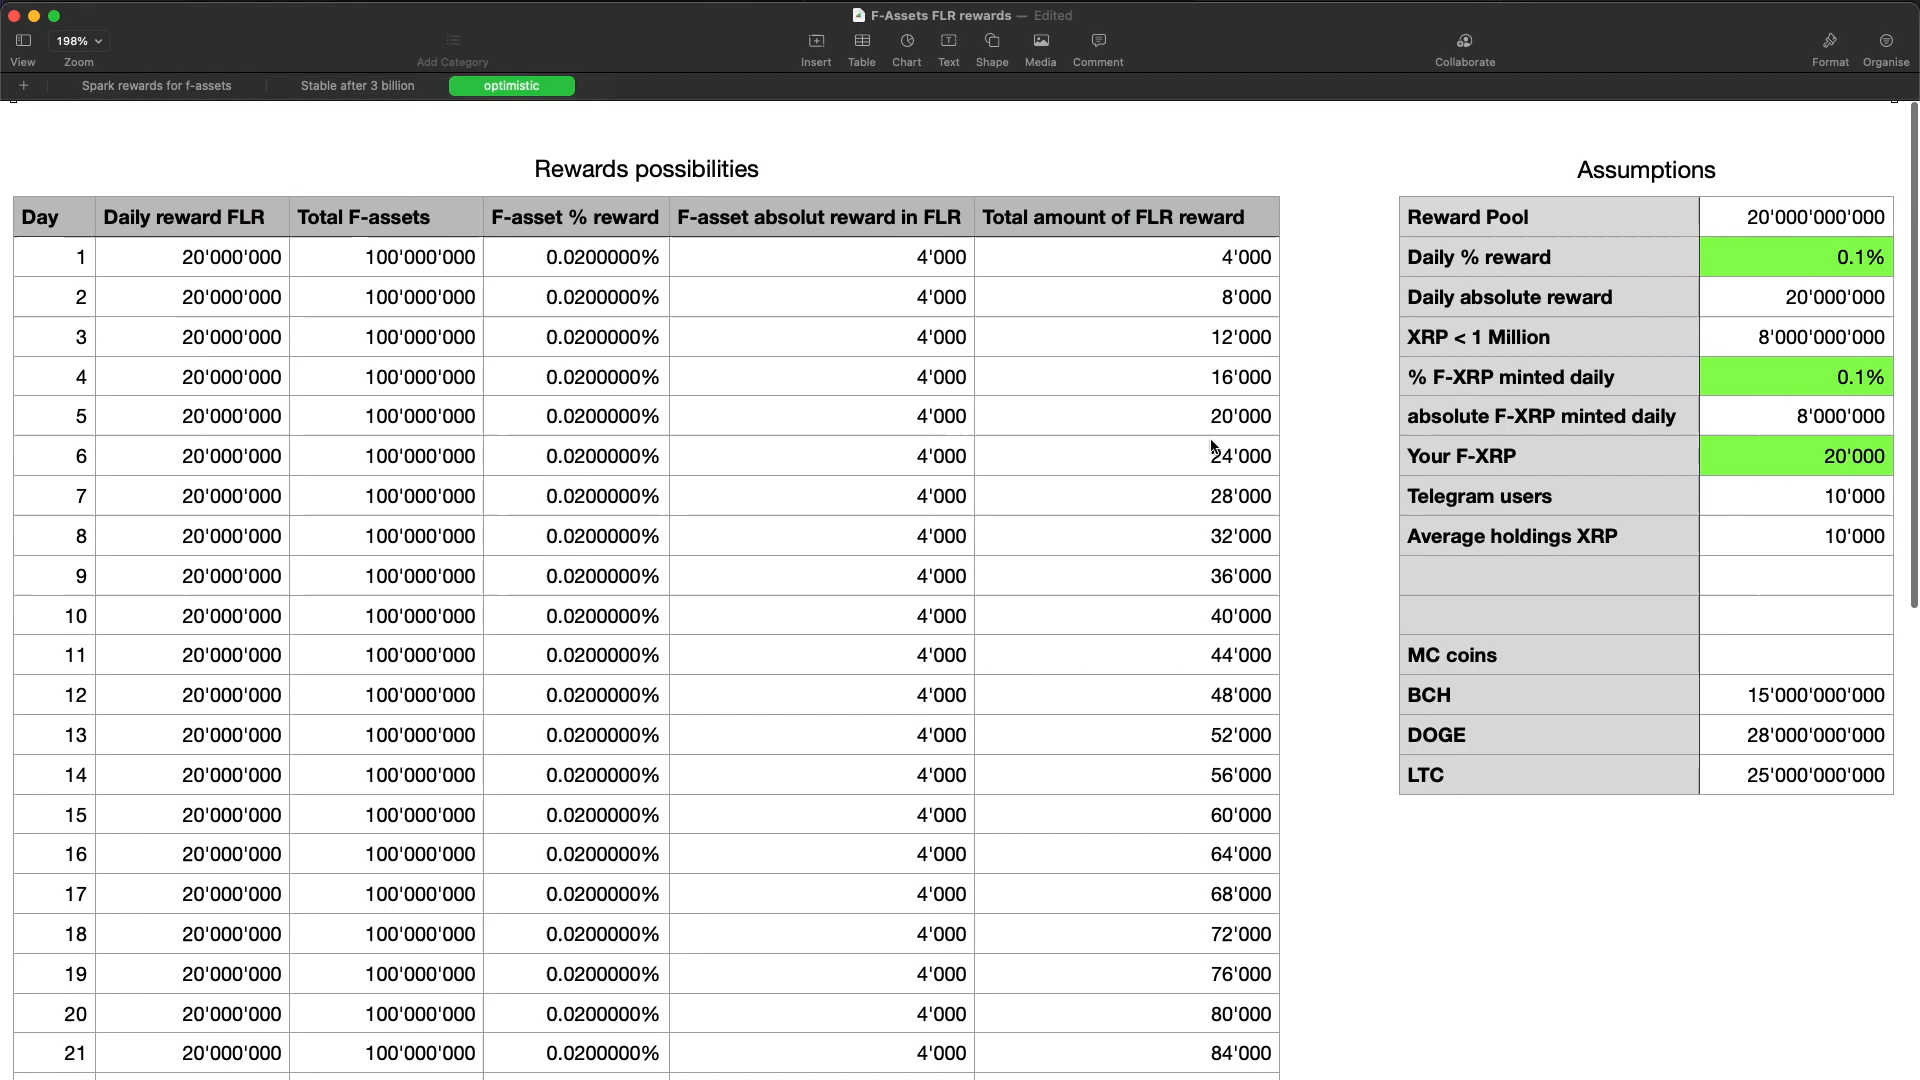 F-Assets FLR rewards — Edited
198%
View
Zoom
Add Category
Insert
Table
Chart
Text
Shape
Media
Comment
Collaborate
Format
Organise
Spark rewards for f-assets
Stable after 3 billion
optimistic
Rewards possibilities
Day Daily reward FLR Total F-assets F-asset % reward F-asset absolut reward in FLR Total amount of FLR reward
1 20'000'000 100'000'000 0.0200000% 4'000 4'000
2 20'000'000 100'000'000 0.0200000% 4'000 8'000
3 20'000'000 100'000'000 0.0200000% 4'000 12'000
4 20'000'000 100'000'000 0.0200000% 4'000 16'000
5 20'000'000 100'000'000 0.0200000% 4'000 20'000
6 20'000'000 100'000'000 0.0200000% 4'000 24'000
7 20'000'000 100'000'000 0.0200000% 4'000 28'000
8 20'000'000 100'000'000 0.0200000% 4'000 32'000
9 20'000'000 100'000'000 0.0200000% 4'000 36'000
10 20'000'000 100'000'000 0.0200000% 4'000 40'000
11 20'000'000 100'000'000 0.0200000% 4'000 44'000
12 20'000'000 100'000'000 0.0200000% 4'000 48'000
13 20'000'000 100'000'000 0.0200000% 4'000 52'000
14 20'000'000 100'000'000 0.0200000% 4'000 56'000
15 20'000'000 100'000'000 0.0200000% 4'000 60'000
16 20'000'000 100'000'000 0.0200000% 4'000 64'000
17 20'000'000 100'000'000 0.0200000% 4'000 68'000
18 20'000'000 100'000'000 0.0200000% 4'000 72'000
19 20'000'000 100'000'000 0.0200000% 4'000 76'000
20 20'000'000 100'000'000 0.0200000% 4'000 80'000
21 20'000'000 100'000'000 0.0200000% 4'000 84'000
Assumptions
Reward Pool 20'000'000'000
Daily % reward 0.1%
Daily absolute reward 20'000'000
XRP < 1 Million 8'000'000'000
% F-XRP minted daily 0.1%
absolute F-XRP minted daily 8'000'000
Your F-XRP 20'000
Telegram users 10'000
Average holdings XRP 10'000
MC coins
BCH 15'000'000'000
DOGE 28'000'000'000
LTC 25'000'000'000